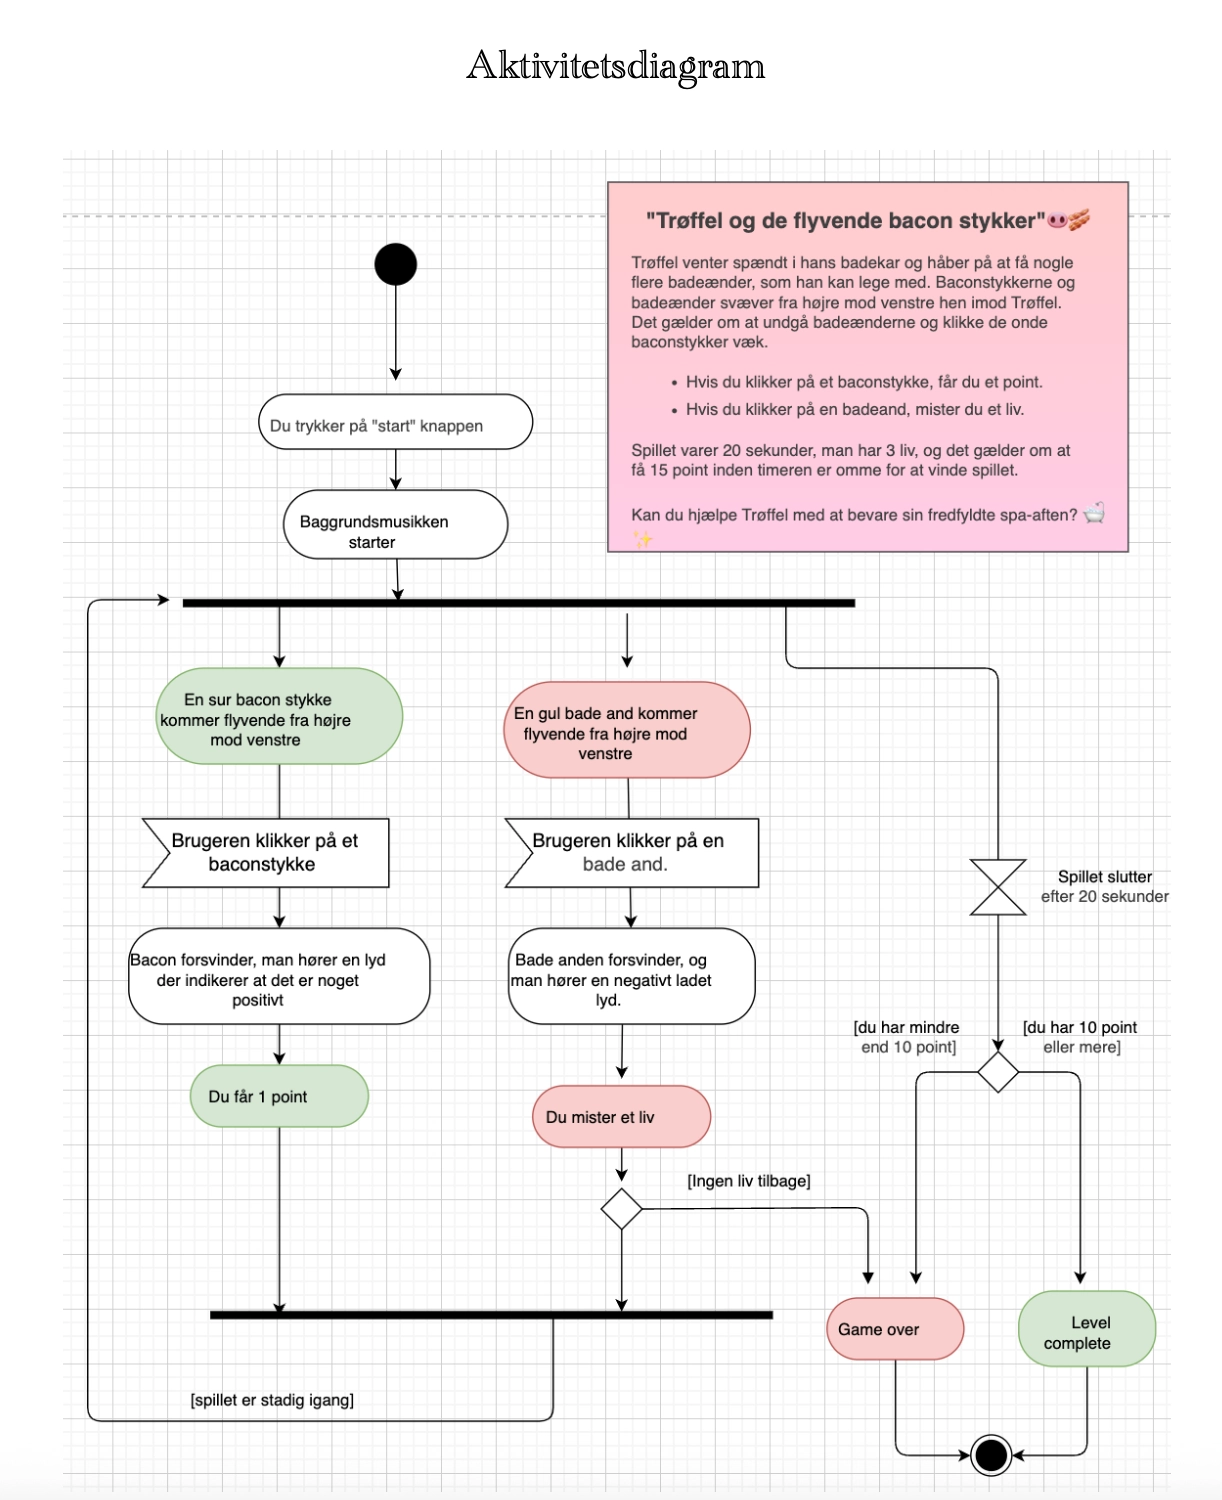 Aktivitetsdiagram
"Trøffel og de flyvende bacon stykker"🐽🥓
Trøffel venter spændt i hans badekar og håber på at få nogle
flere badeænder, som han kan lege med. Baconstykkerne og
badeænder svæver fra højre mod venstre hen imod Trøffel.
Det gælder om at undgå badeænderne og klikke de onde
baconstykker væk.
• Hvis du klikker på et baconstykke, får du et point.
• Hvis du klikker på en badeand, mister du et liv.
Spillet varer 20 sekunder, man har 3 liv, og det gælder om at
få 15 point inden timeren er omme for at vinde spillet.
Kan du hjælpe Trøffel med at bevare sin fredfyldte spa-aften? 🛁
✨
Du trykker på "start" knappen
Baggrundsmusikken
starter
En sur bacon stykke
kommer flyvende fra højre
mod venstre
En gul bade and kommer
flyvende fra højre mod
venstre
Brugeren klikker på et
baconstykke
Brugeren klikker på en
bade and.
Spillet slutter
efter 20 sekunder
Bacon forsvinder, man hører en lyd
der indikerer at det er noget
positivt
Bade anden forsvinder, og
man hører en negativt ladet
lyd.
[du har mindre
end 10 point]
[du har 10 point
eller mere]
Du får 1 point
Du mister et liv
[Ingen liv tilbage]
Game over
Level
complete
[spillet er stadig igang]